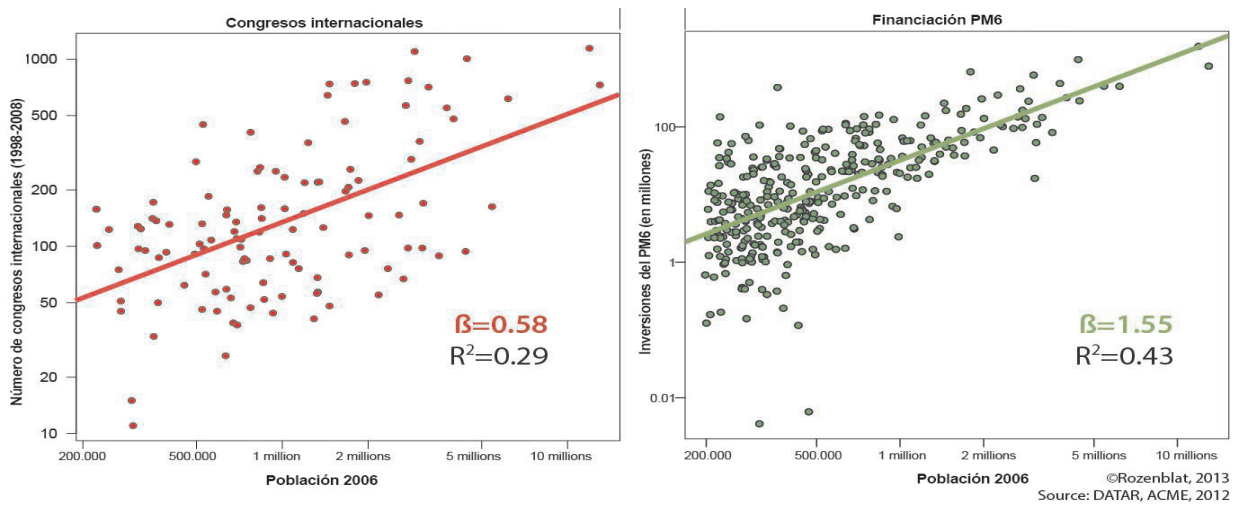 Congresos internacionales
Número de congresos internacionales (1998-2008)
1000
500
200
100
50
20
10
ß=0.58
R²=0.29
200.000 500.000 1 million 2 millions 5 millions 10 millions
Población 2006
Financiación PM6
Inversiones del PM6 (en millones)
100
1
0.01
ß=1.55
R²=0.43
200.000 500.000 1 million 2 millions 5 millions 10 millions
Población 2006
©Rozenblat, 2013
Source: DATAR, ACME, 2012